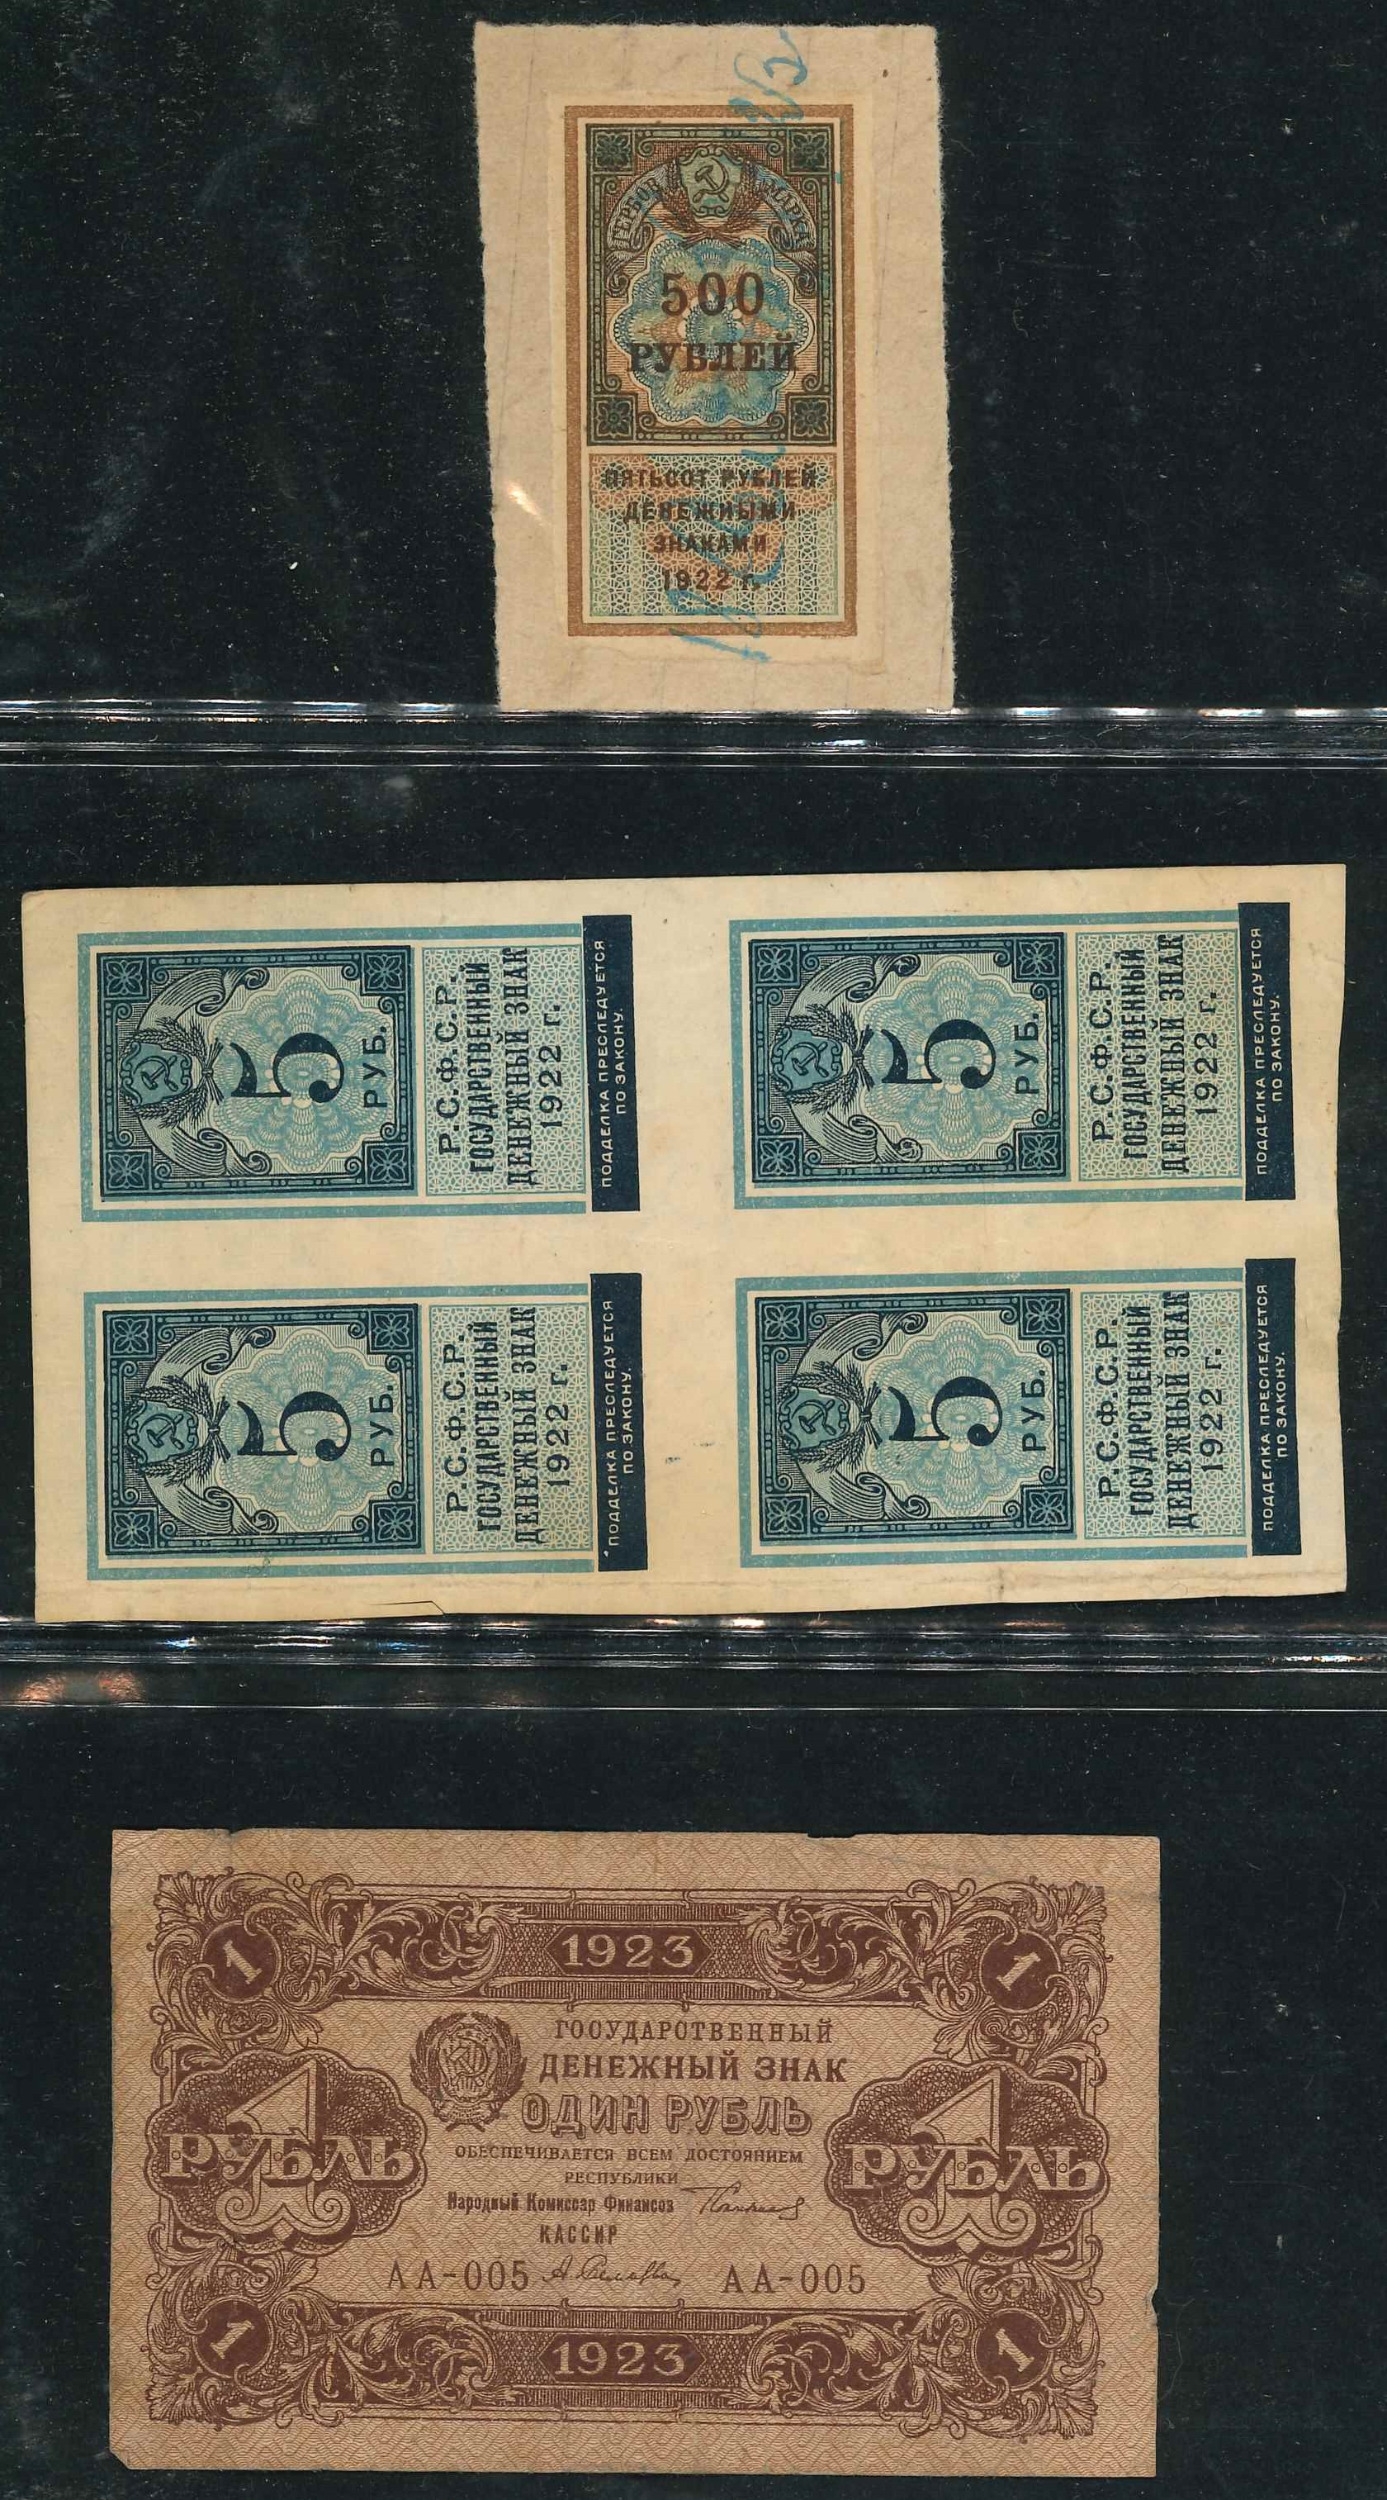 ГЕРБОВ. МАРКА
500
РУБЛЕЙ
ПЯТЬСОТ РУБЛЕЙ
ДЕНЕЖНЫМИ
ЗНАКАМИ
1922 г.
5
РУБ.
Р.С.Ф.С.Р.
ГОСУДАРСТВЕННЫЙ
ДЕНЕЖНЫЙ ЗНАК
1922 г.
ПОДДЕЛКА ПРЕСЛЕДУЕТСЯ
ПО ЗАКОНУ.
5
РУБ.
Р.С.Ф.С.Р.
ГОСУДАРСТВЕННЫЙ
ДЕНЕЖНЫЙ ЗНАК
1922 г.
ПОДДЕЛКА ПРЕСЛЕДУЕТСЯ
ПО ЗАКОНУ.
5
РУБ.
Р.С.Ф.С.Р.
ГОСУДАРСТВЕННЫЙ
ДЕНЕЖНЫЙ ЗНАК
1922 г.
ПОДДЕЛКА ПРЕСЛЕДУЕТСЯ
ПО ЗАКОНУ.
5
РУБ.
Р.С.Ф.С.Р.
ГОСУДАРСТВЕННЫЙ
ДЕНЕЖНЫЙ ЗНАК
1922 г.
ПОДДЕЛКА ПРЕСЛЕДУЕТСЯ
ПО ЗАКОНУ.
1 1923 1
ГОСУДАРСТВЕННЫЙ
ДЕНЕЖНЫЙ ЗНАК
ОДИН РУБЛЬ
1 РУБЛЬ
1 РУБЛЬ
ОБЕСПЕЧИВАЕТСЯ ВСЕМ ДОСТОЯНИЕМ
РЕСПУБЛИКИ
Народный Комиссар Финансов
КАССИР
АА-005 АА-005
1 1923 1